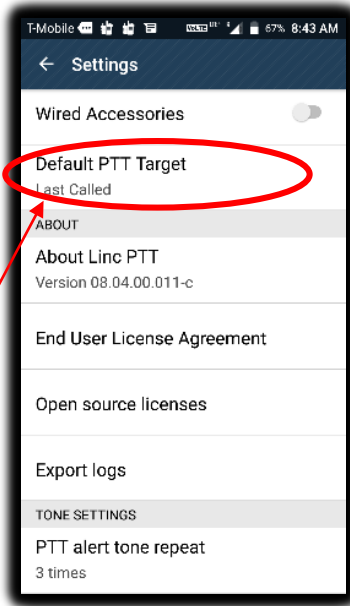 T-Mobile 67% 8:43 AM
Settings
Wired Accessories
Default PTT Target
Last Called
ABOUT
About Linc PTT
Version 08.04.00.011-c
End User License Agreement
Open source licenses
Export logs
TONE SETTINGS
PTT alert tone repeat
3 times